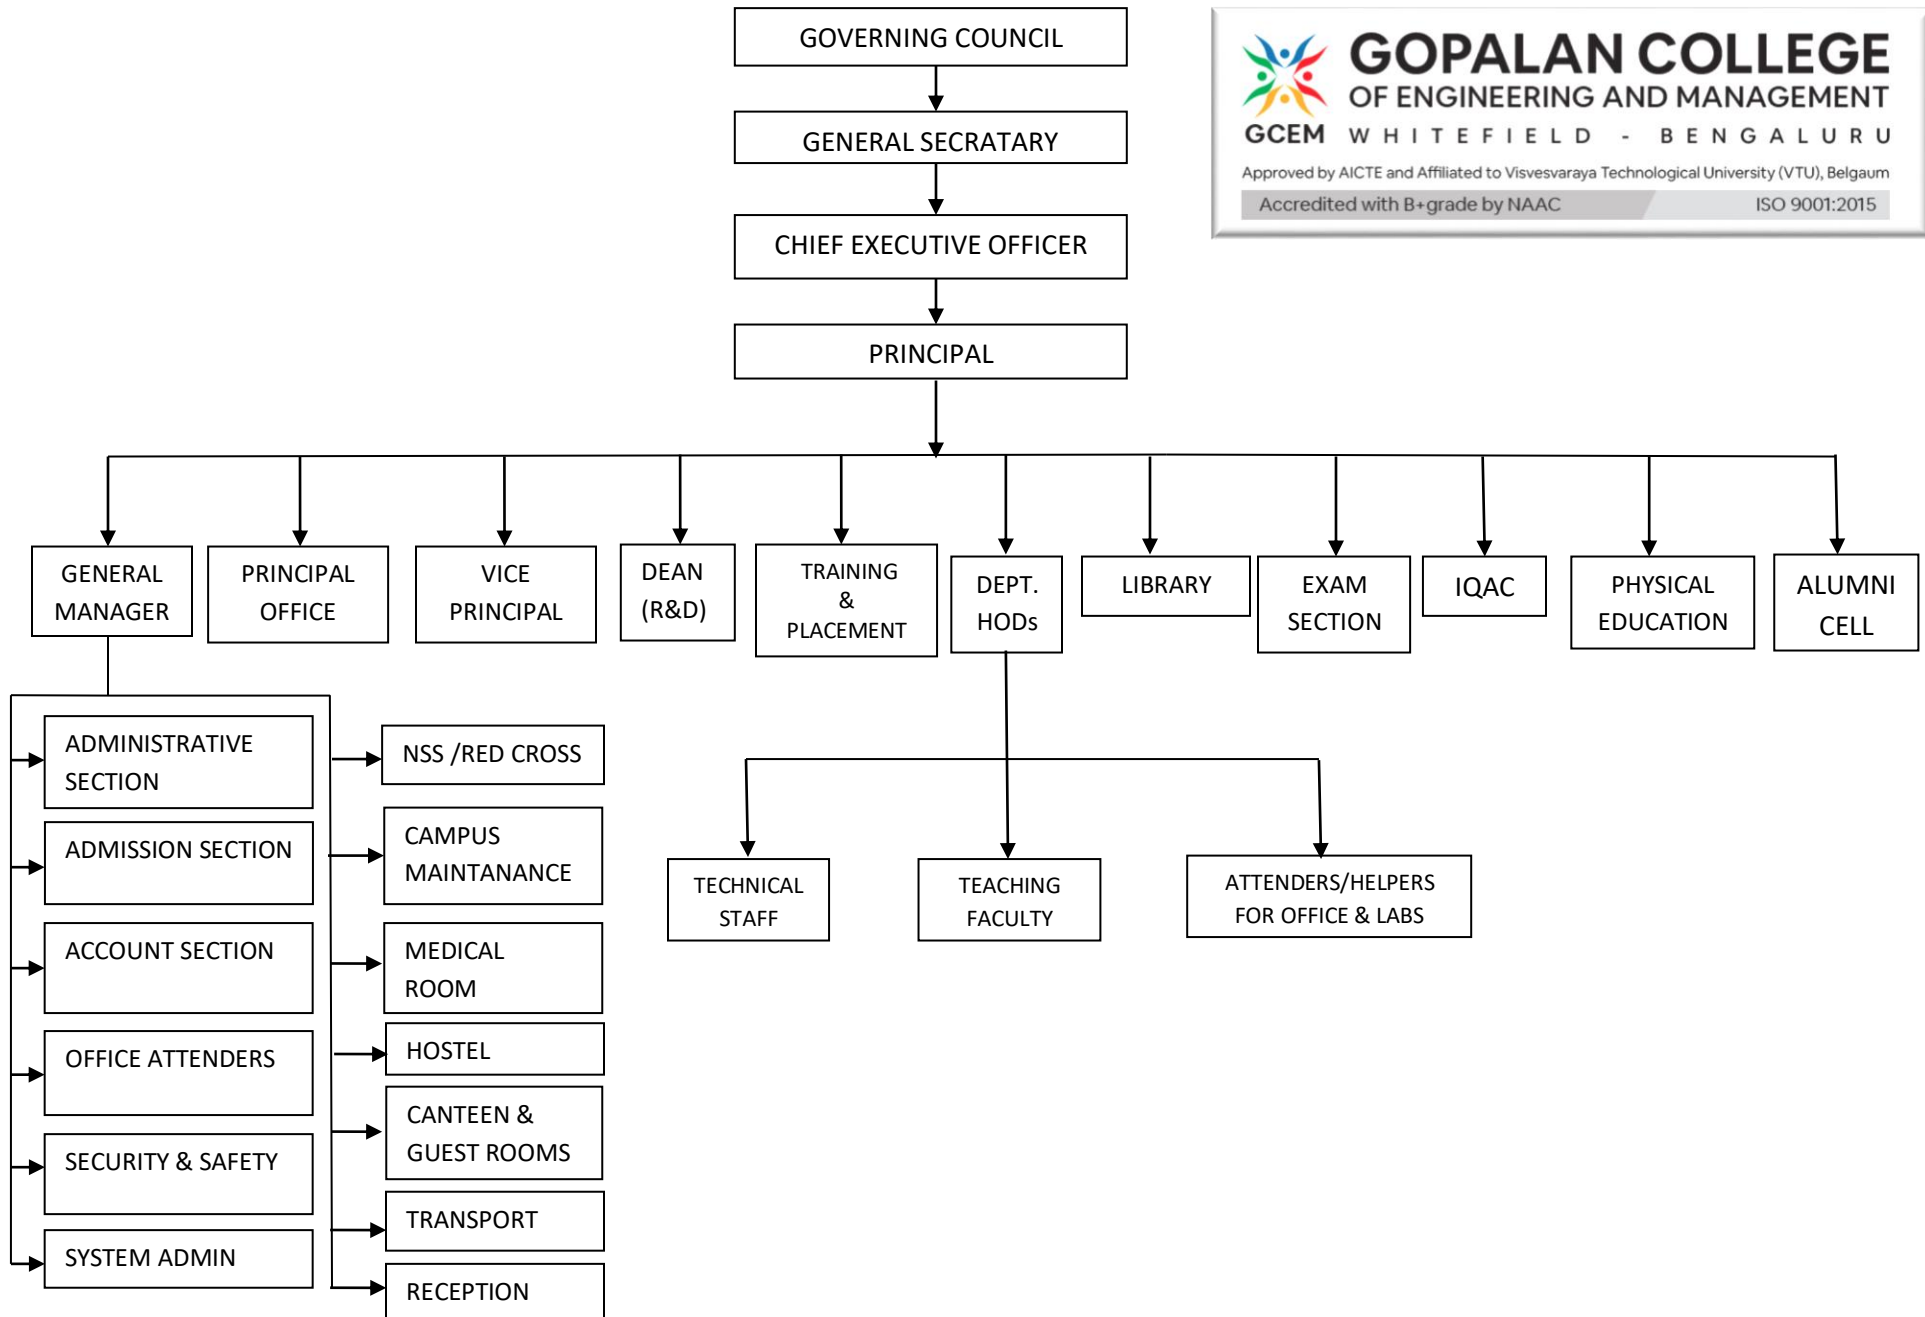 GOVERNING COUNCIL
GENERAL SECRATARY
CHIEF EXECUTIVE OFFICER
PRINCIPAL
GOPALAN COLLEGE
OF ENGINEERING AND MANAGEMENT
GCEM WHITEFIELD - BENGALURU
Approved by AICTE and Affiliated to Visvesvaraya Technological University (VTU), Belgaum
Accredited with B+grade by NAAC
ISO 9001:2015
GENERAL
MANAGER
PRINCIPAL
OFFICE
VICE
PRINCIPAL
DEAN
(R&D)
TRAINING
&
PLACEMENT
DEPT.
HODs
LIBRARY
EXAM
SECTION
IQAC
PHYSICAL
EDUCATION
ALUMNI
CELL
ADMINISTRATIVE
SECTION
ADMISSION SECTION
ACCOUNT SECTION
OFFICE ATTENDERS
SECURITY & SAFETY
SYSTEM ADMIN
NSS /RED CROSS
CAMPUS
MAINTANANCE
MEDICAL
ROOM
HOSTEL
CANTEEN &
GUEST ROOMS
TRANSPORT
RECEPTION
TECHNICAL
STAFF
TEACHING
FACULTY
ATTENDERS/HELPERS
FOR OFFICE & LABS